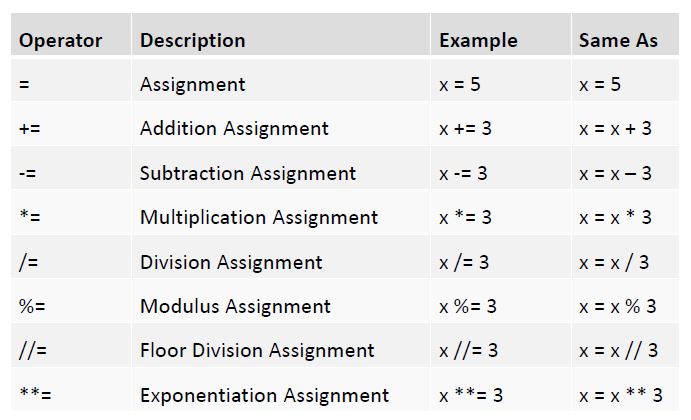 Operator Description Example Same As
= Assignment x = 5 x = 5
+= Addition Assignment x += 3 x = x + 3
-= Subtraction Assignment x -= 3 x = x – 3
*= Multiplication Assignment x *= 3 x = x * 3
/= Division Assignment x /= 3 x = x / 3
%= Modulus Assignment x %= 3 x = x % 3
//= Floor Division Assignment x //= 3 x = x // 3
**= Exponentiation Assignment x **= 3 x = x ** 3